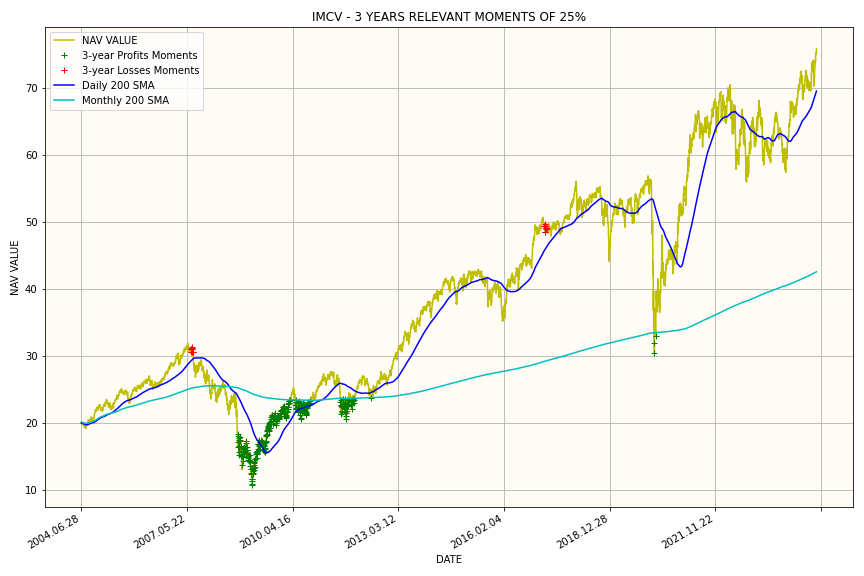 IMCV - 3 YEARS RELEVANT MOMENTS OF 25%
NAV VALUE
3-year Profits Moments
3-year Losses Moments
Daily 200 SMA
Monthly 200 SMA
70
60
50
40
30
20
10
NAV VALUE
2004.06.28
2007.05.22
2010.04.16
2013.03.12
2016.02.04
2018.12.28
2021.11.22
DATE